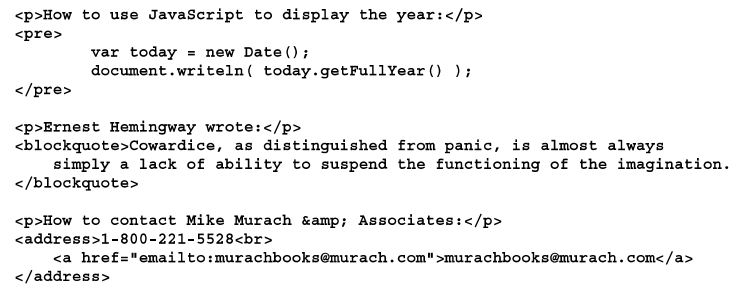 <p>How to use JavaScript to display the year:</p>
<pre>
        var today = new Date();
        document.writeln( today.getFullYear() );
</pre>

<p>Ernest Hemingway wrote:</p>
<blockquote>Cowardice, as distinguished from panic, is almost always
    simply a lack of ability to suspend the functioning of the imagination.
</blockquote>

<p>How to contact Mike Murach &amp; Associates:</p>
<address>1-800-221-5528<br>
    <a href="emailto:murachbooks@murach.com">murachbooks@murach.com</a>
</address>